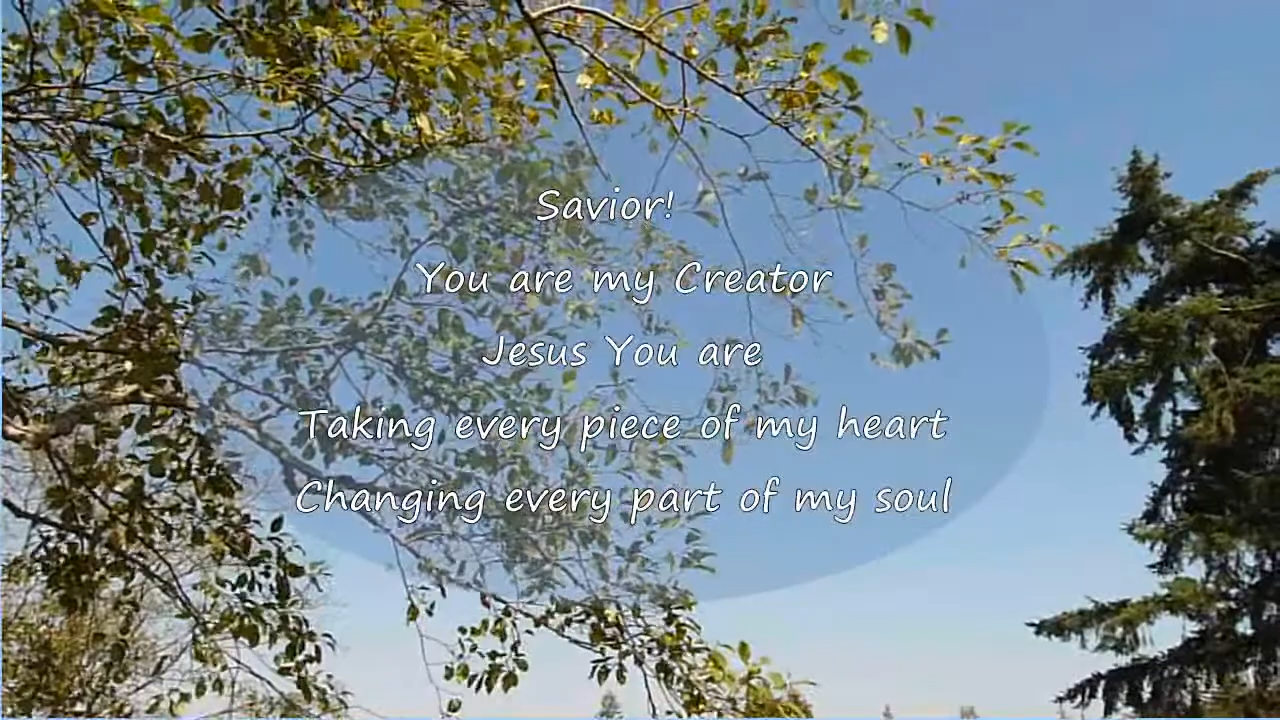 Savior!
You are my Creator
Jesus You are
Taking every piece of my heart
Changing every part of my soul